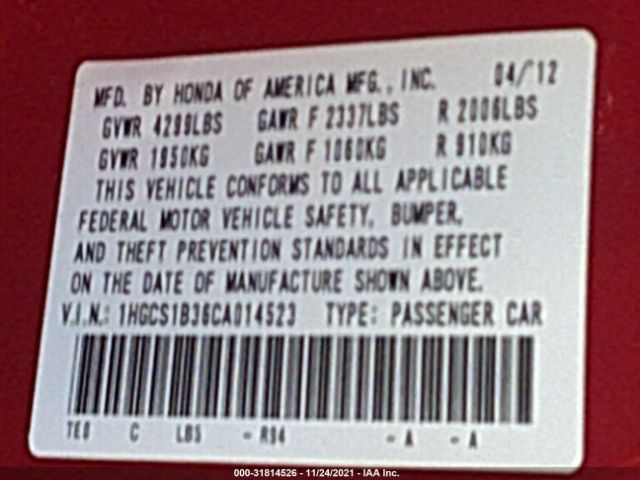 MFD. BY HONDA OF AMERICA MFG., INC. 04/12
GVWR 4299LBS GAWR F 2337LBS R 2006LBS
GVWR 1950KG GAWR F 1060KG R 910KG
THIS VEHICLE CONFORMS TO ALL APPLICABLE
FEDERAL MOTOR VEHICLE SAFETY, BUMPER,
AND THEFT PREVENTION STANDARDS IN EFFECT
ON THE DATE OF MANUFACTURE SHOWN ABOVE.
V.I.N.: 1HGCS1B36CA014523 TYPE: PASSENGER CAR
TE0 C LB5 - R94 - A - A
000-31814526 - 11/24/2021 - IAA Inc.